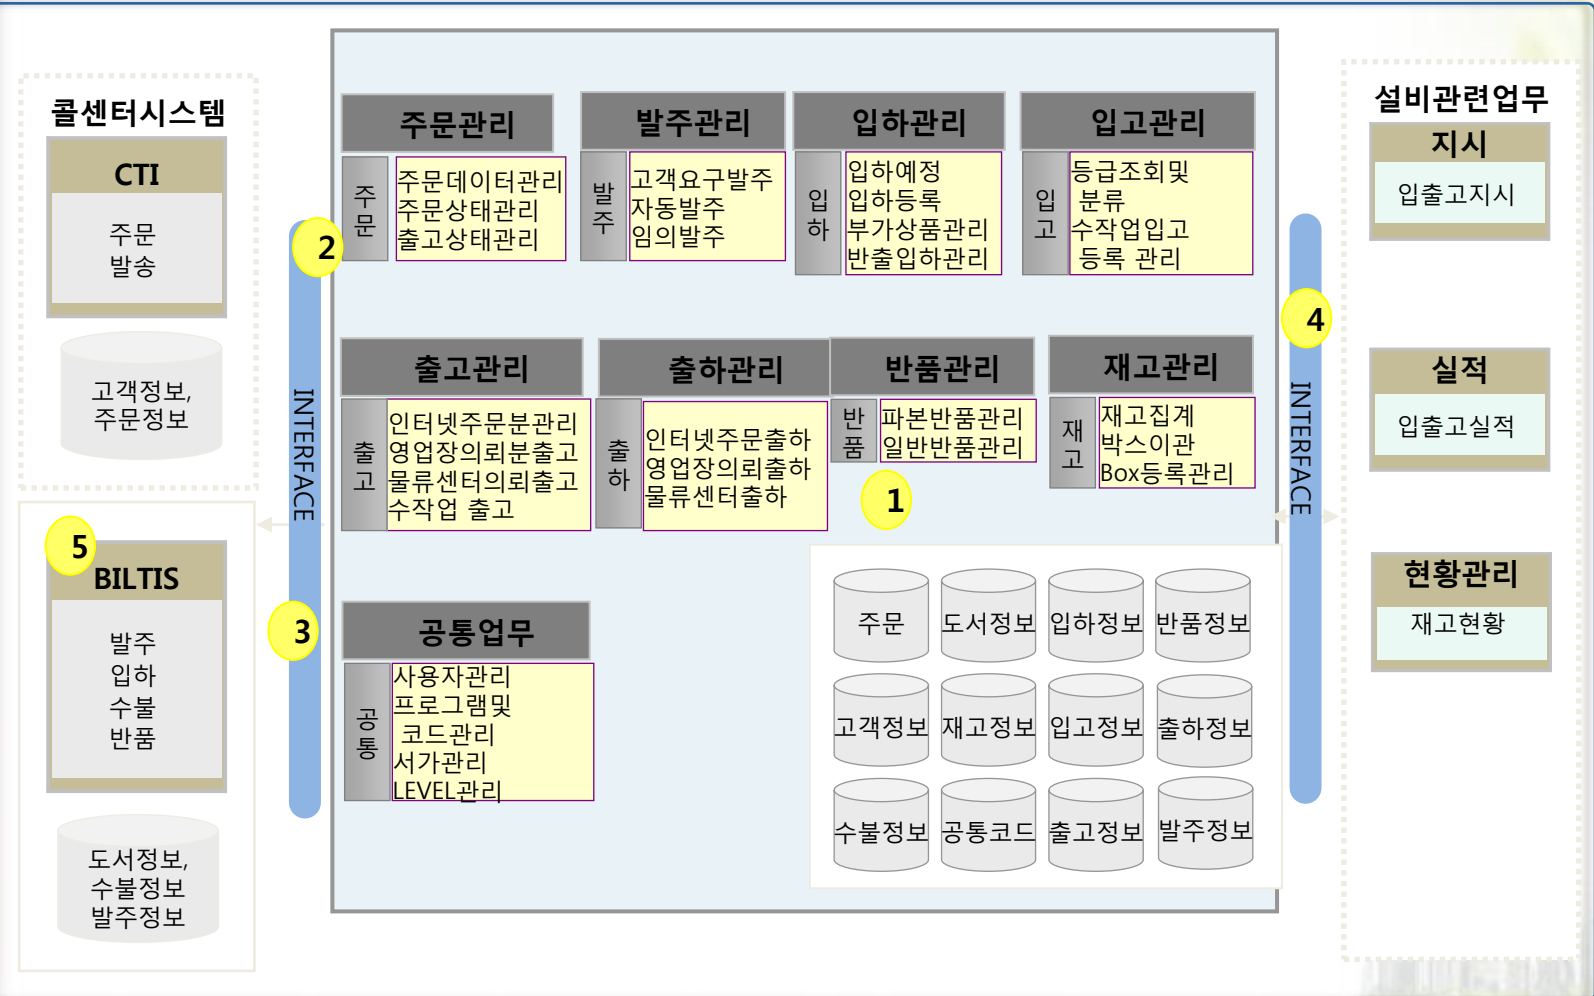 콜센터시스템
CTI
주문
발송
고객정보,
주문정보
5
BILTIS
발주
입하
수불
반품
도서정보,
수불정보
발주정보
2
INTERFACE
3
주문관리
주문
주문데이터관리
주문상태관리
출고상태관리
발주관리
발주
고객요구발주
자동발주
임의발주
입하관리
입하
입하예정
입하등록
부가상품관리
반출입하관리
입고관리
입고
등급조회및
분류
수작업입고
등록 관리
출고관리
출고
인터넷주문분관리
영업장의뢰분출고
물류센터의뢰출고
수작업 출고
출하관리
출하
인터넷주문출하
영업장의뢰출하
물류센터출하
반품관리
반품
파본반품관리
일반반품관리
1
재고관리
재고
재고집계
박스이관
Box등록관리
공통업무
공통
사용자관리
프로그램및
코드관리
서가관리
LEVEL관리
주문 도서정보 입하정보 반품정보
고객정보 재고정보 입고정보 출하정보
수불정보 공통코드 출고정보 발주정보
4
INTERFACE
설비관련업무
지시
입출고지시
실적
입출고실적
현황관리
재고현황